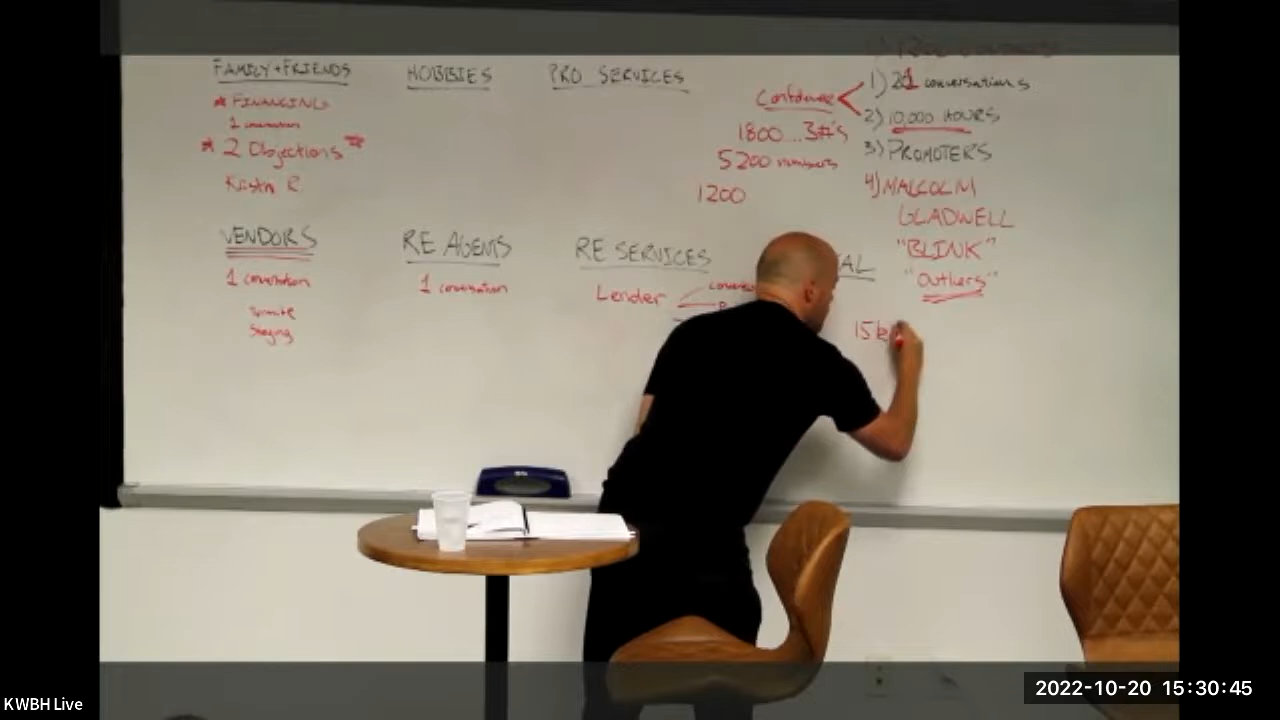 FAMILY+FRIENDS
* FINANCING
1 conversation
* 2 Objections
Kristin R
HOBBIES
PRO SERVICES
Confidence
1) 21 conversations
2) 10,000 HOURS
1800...3#'s
5200 numbers
1200
3) PROMOTERS
4) MALCOLM
GLADWELL
"BLINK"
"Outliers"
VENDORS
1 conversation
Staging
RE AGENTS
1 conversation
RE SERVICES
Lender
AL
15k
KWBH Live
2022-10-20 15:30:45